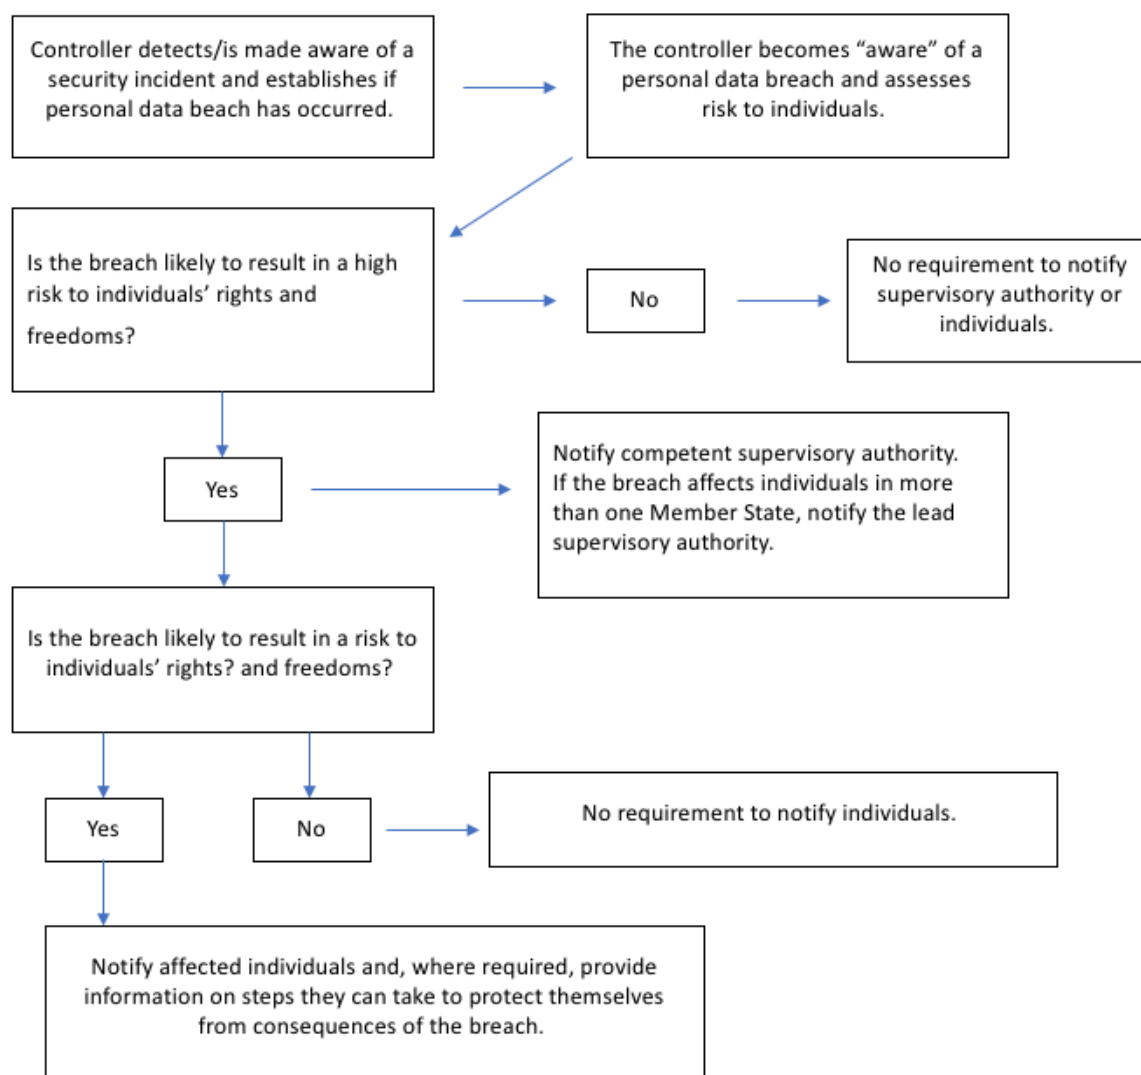 Controller detects/is made aware of a
security incident and establishes if
personal data beach has occurred.
The controller becomes “aware” of a
personal data breach and assesses
risk to individuals.
Is the breach likely to result in a high
risk to individuals’ rights and
freedoms?
No
No requirement to notify
supervisory authority or
individuals.
Yes
Notify competent supervisory authority.
If the breach affects individuals in more
than one Member State, notify the lead
supervisory authority.
Is the breach likely to result in a risk to
individuals’ rights? and freedoms?
Yes
No
No requirement to notify individuals.
Notify affected individuals and, where required, provide
information on steps they can take to protect themselves
from consequences of the breach.